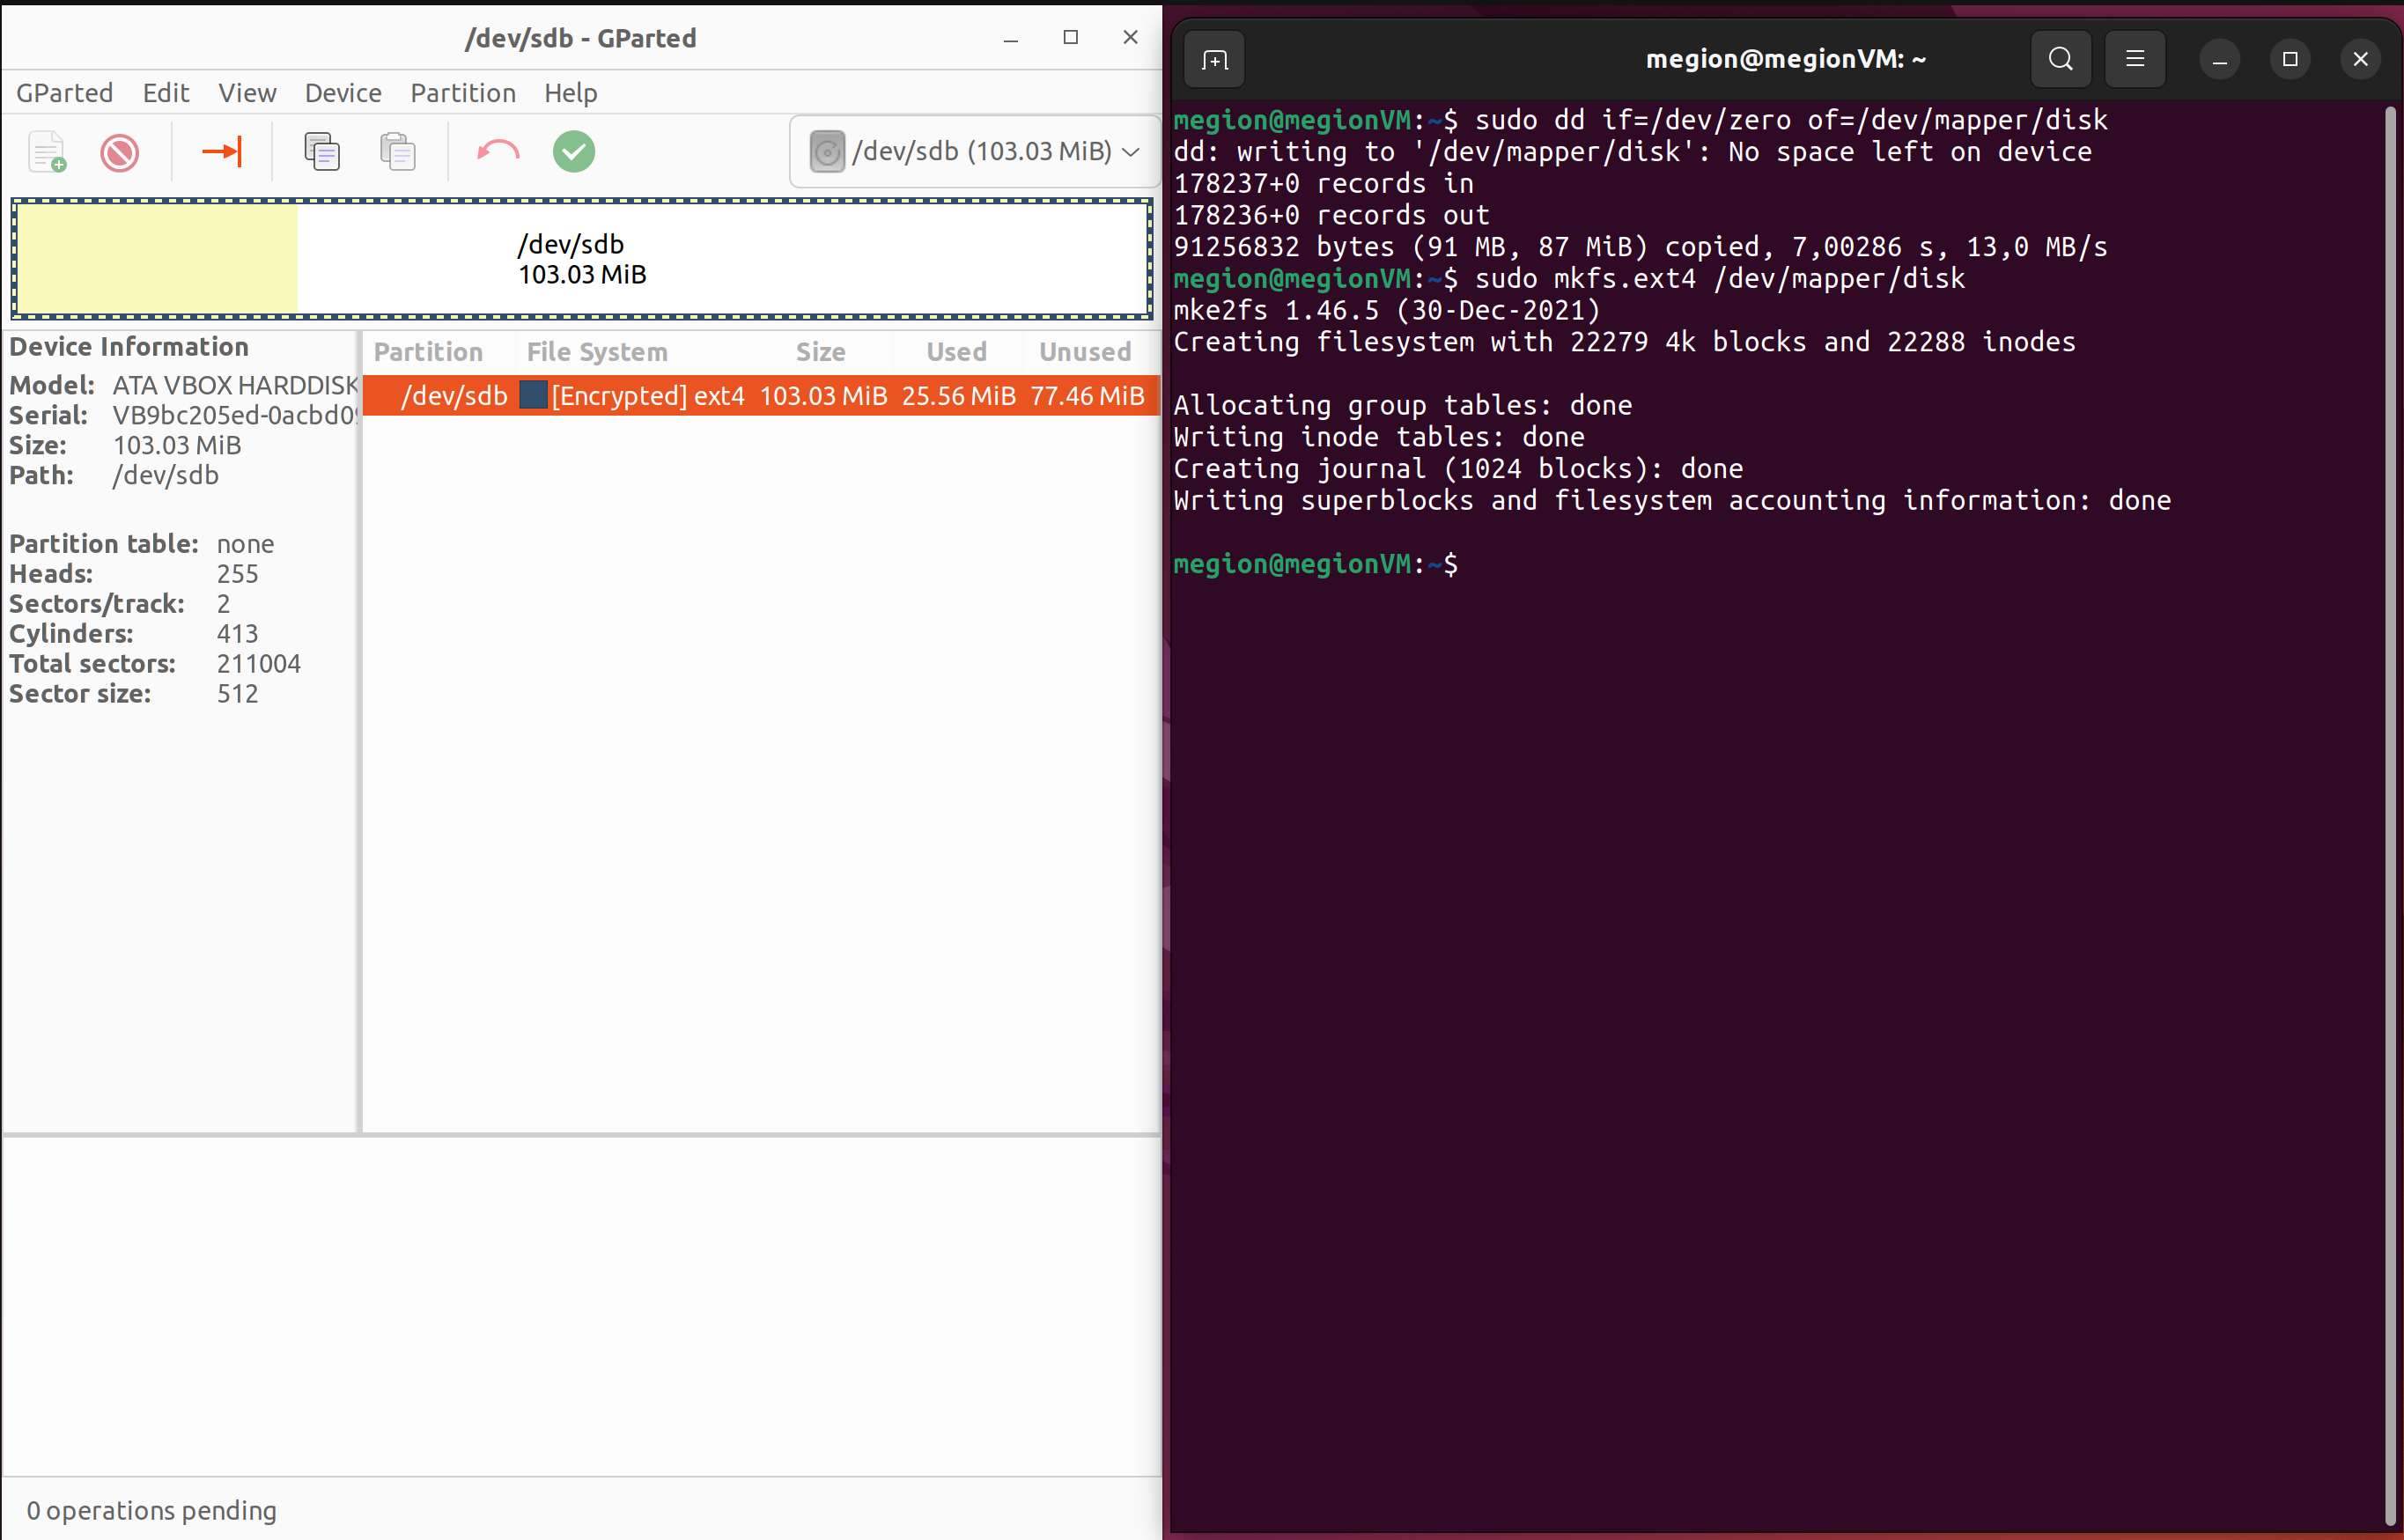 /dev/sdb - GParted
GParted Edit View Device Partition Help
/dev/sdb (103.03 MiB)
/dev/sdb
103.03 MiB
Device Information
Model: ATA VBOX HARDDISK
Serial: VB9bc205ed-0acbd09
Size: 103.03 MiB
Path: /dev/sdb
Partition table: none
Heads: 255
Sectors/track: 2
Cylinders: 413
Total sectors: 211004
Sector size: 512
Partition File System Size Used Unused
/dev/sdb [Encrypted] ext4 103.03 MiB 25.56 MiB 77.46 MiB
0 operations pending
megion@megionVM: ~
megion@megionVM:~$ sudo dd if=/dev/zero of=/dev/mapper/disk
dd: writing to '/dev/mapper/disk': No space left on device
178237+0 records in
178236+0 records out
91256832 bytes (91 MB, 87 MiB) copied, 7,00286 s, 13,0 MB/s
megion@megionVM:~$ sudo mkfs.ext4 /dev/mapper/disk
mke2fs 1.46.5 (30-Dec-2021)
Creating filesystem with 22279 4k blocks and 22288 inodes
Allocating group tables: done
Writing inode tables: done
Creating journal (1024 blocks): done
Writing superblocks and filesystem accounting information: done
megion@megionVM:~$